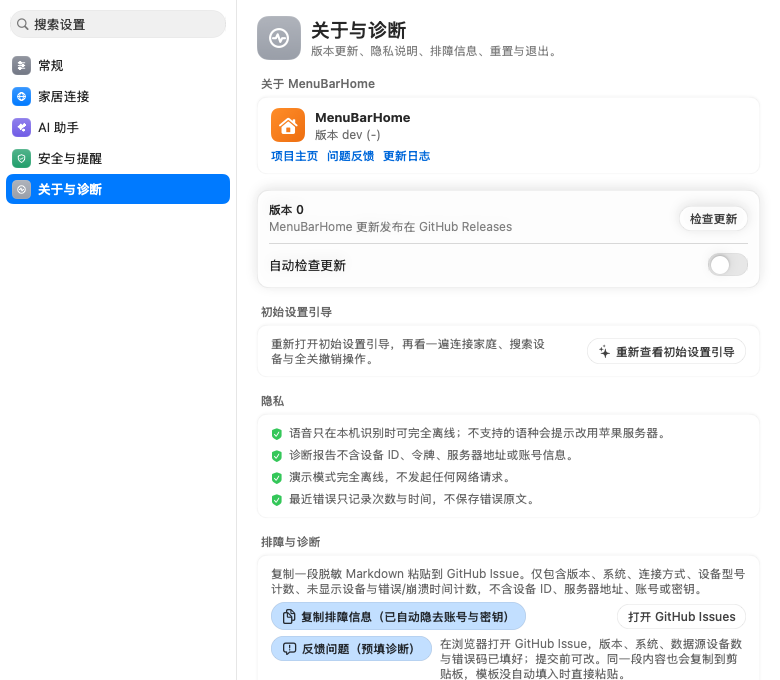 搜索设置
常规
家居连接
AI 助手
安全与提醒
关于与诊断
关于与诊断
版本更新、隐私说明、排障信息、重置与退出。
关于 MenuBarHome
MenuBarHome
版本 dev (-)
项目主页 问题反馈 更新日志
版本 0
MenuBarHome 更新发布在 GitHub Releases
检查更新
自动检查更新
初始设置引导
重新打开初始设置引导，再看一遍连接家庭、搜索设
备与全关撤销操作。
重新查看初始设置引导
隐私
语音只在本机识别时可完全离线；不支持的语种会提示改用苹果服务器。
诊断报告不含设备 ID、令牌、服务器地址或账号信息。
演示模式完全离线，不发起任何网络请求。
最近错误只记录次数与时间，不保存错误原文。
排障与诊断
复制一段脱敏 Markdown 粘贴到 GitHub Issue。仅包含版本、系统、连接方式、设备型号
计数、未显示设备与错误/崩溃时间计数，不含设备 ID、服务器地址、账号或密钥。
复制排障信息（已自动隐去账号与密钥）
打开 GitHub Issues
反馈问题（预填诊断）
在浏览器打开 GitHub Issue，版本、系统、数据源设备数
与错误码已填好；提交前可改。同一段内容也会复制到剪
贴板，模板没自动填入时直接粘贴。